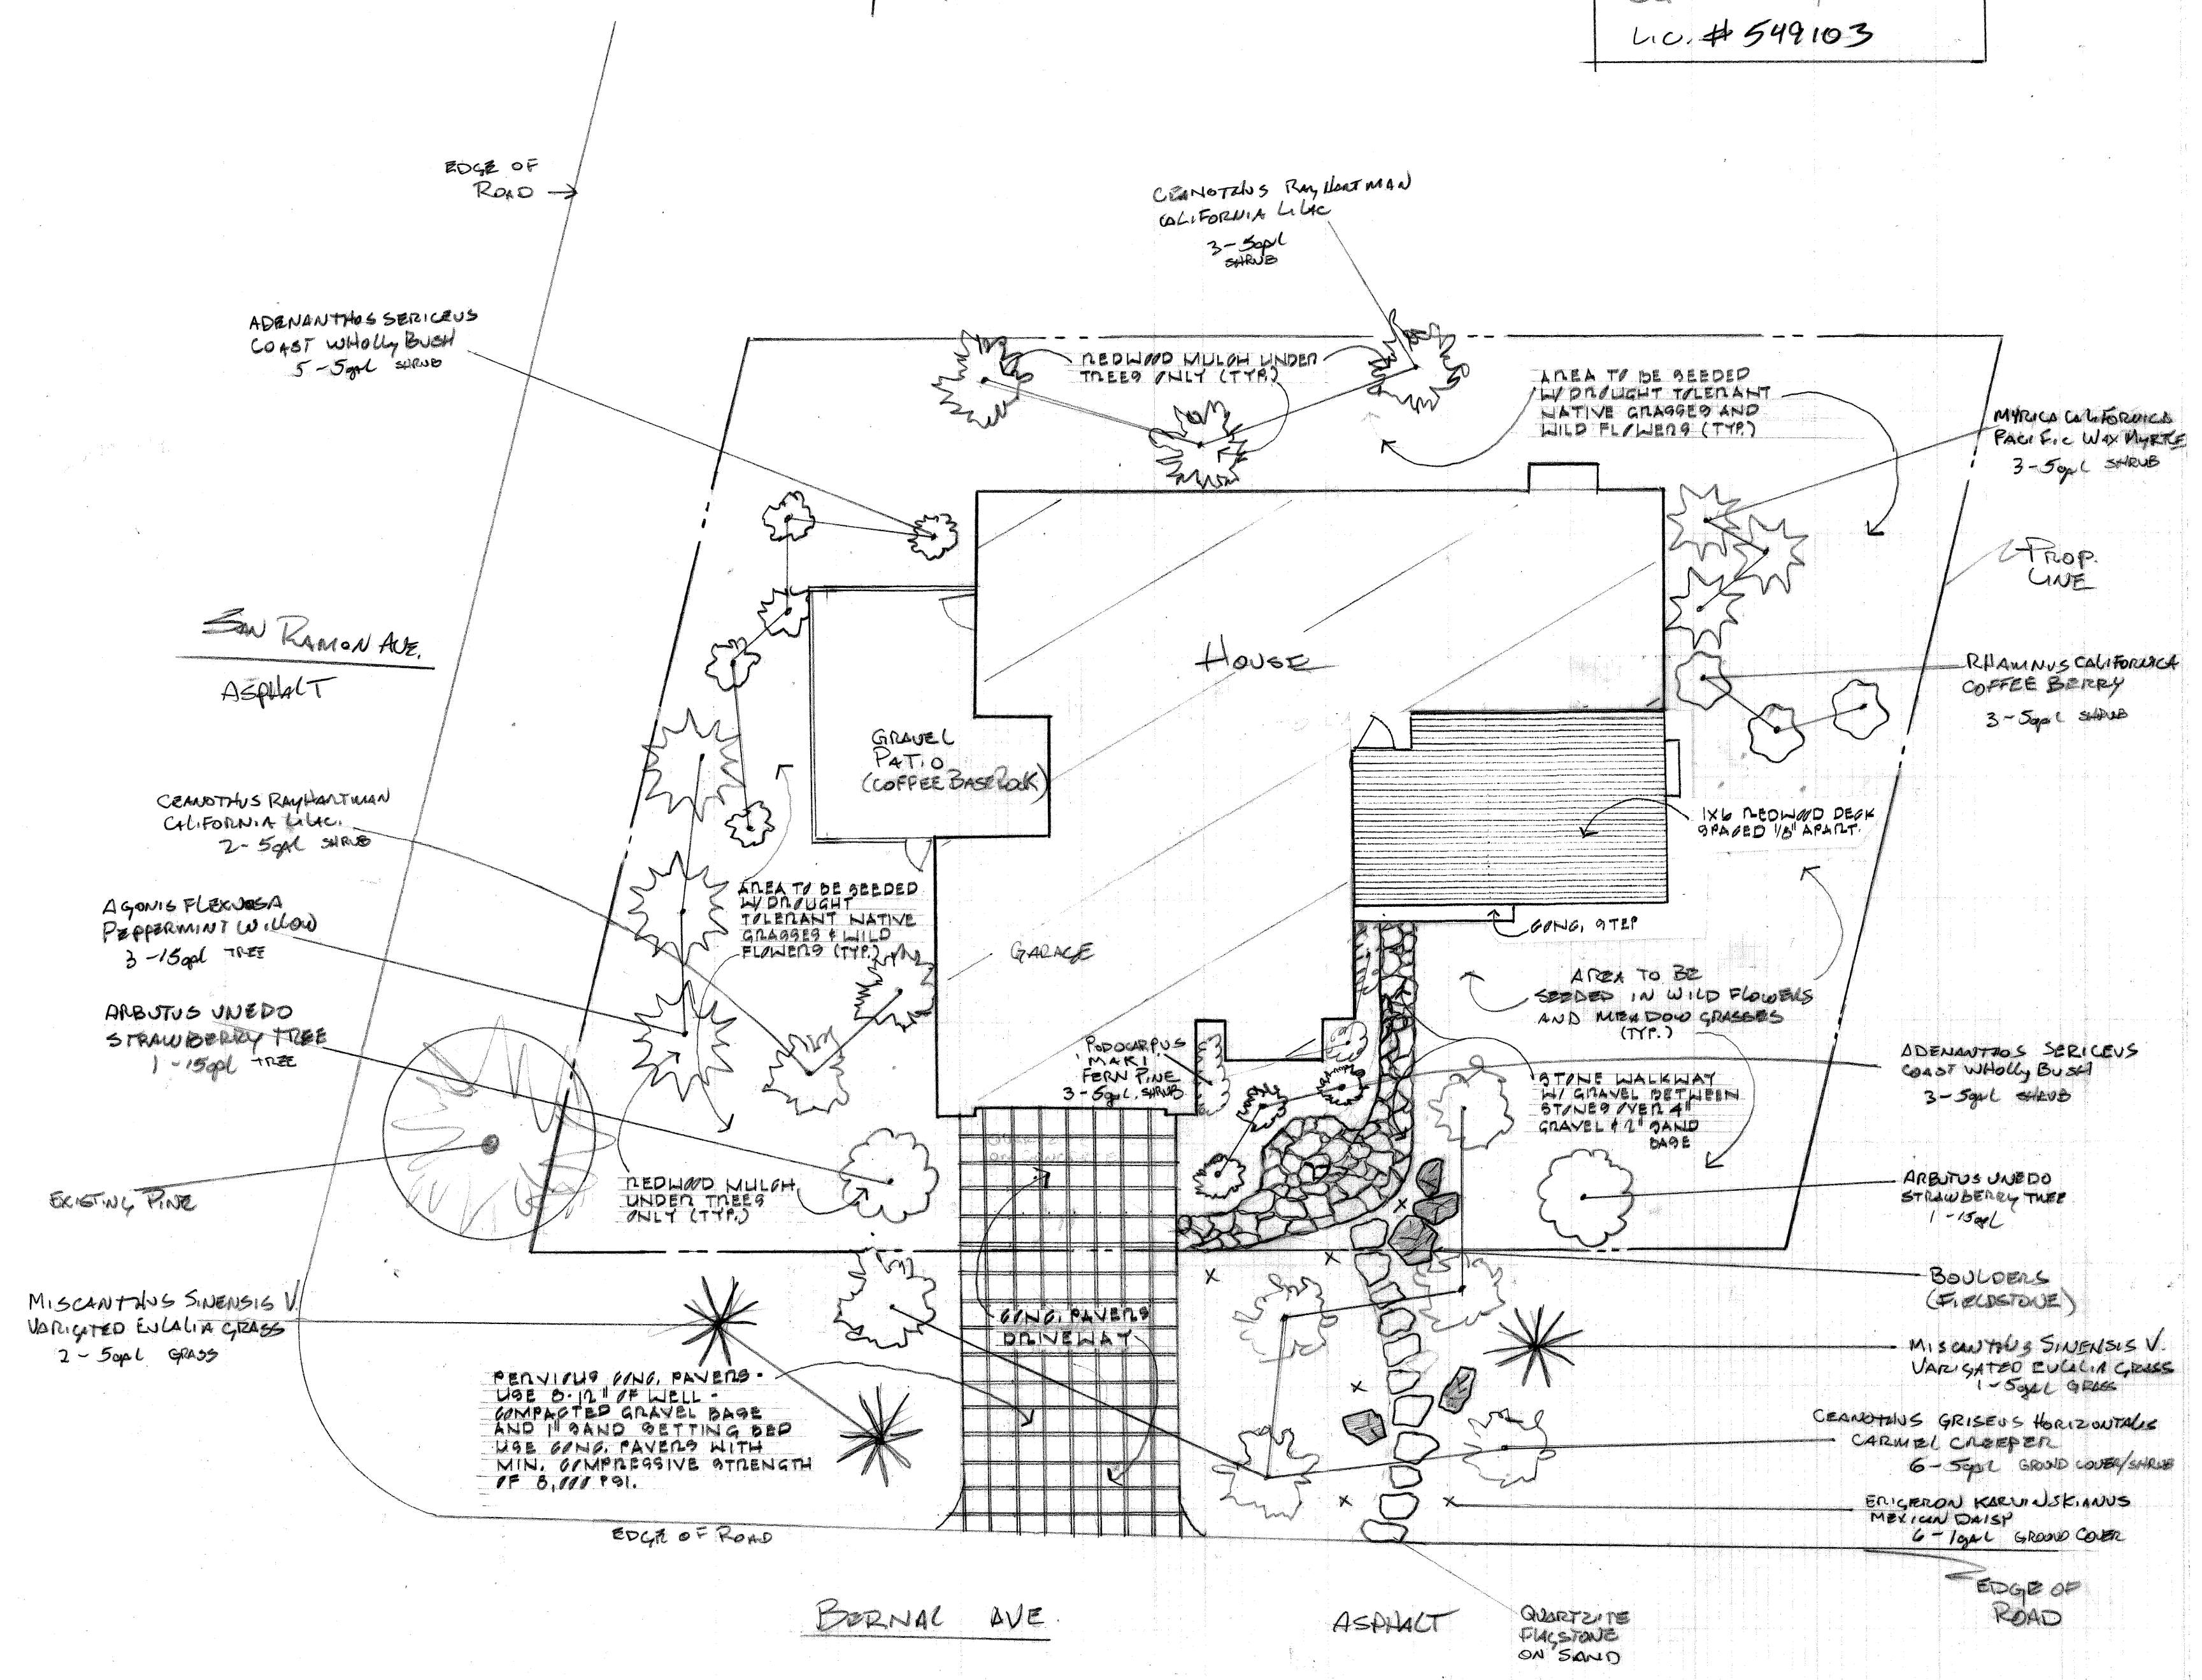 LIC. # 549103
EDGE OF
ROAD
CEANOTHUS RAY HARTMAN
CALIFORNIA LILAC
3-5gal
SHRUB
ADENANTHOS SERICEUS
COAST WHOLLY BUSH
5-5gal SHRUB
REDWOOD MULCH UNDER
TREES ONLY (TYP.)
AREA TO BE SEEDED
W/ DROUGHT TOLERANT
NATIVE GRASSES AND
WILD FLOWERS (TYP.)
MYRICA CALIFORNICA
PACIFIC WAX MYRTLE
3-5gal SHRUB
PROP.
LINE
SAN RAMON AVE.
ASPHALT
HOUSE
RHAMNUS CALIFORNICA
COFFEE BERRY
3-5gal SHRUB
GRAVEL
PATIO
(COFFEE BASE ROCK)
CEANOTHUS RAY HARTMAN
CALIFORNIA LILAC.
2-5gal SHRUB
1X6 REDWOOD DECK
SPACED 1/8" APART.
AGONIS FLEXUOSA
PEPPERMINT WILLOW
3-15gal TREE
AREA TO BE SEEDED
W/ DROUGHT
TOLERANT NATIVE
GRASSES & WILD
FLOWERS (TYP.)
GARAGE
CONC. STEP
AREA TO BE
SEEDED IN WILD FLOWERS
AND MEADOW GRASSES
(TYP.)
ARBUTUS UNEDO
STRAWBERRY TREE
1-15gal TREE
PODOCARPUS
MAKI
FERN PINE
3-5gal. SHRUB
STONE WALKWAY
W/ GRAVEL BETWEEN
STONES OVER 4"
GRAVEL & 2" SAND
BASE
ADENANTHOS SERICEUS
COAST WHOLLY BUSH
3-5gal SHRUB
EXISTING PINE
REDWOOD MULCH
UNDER TREES
ONLY (TYP.)
ARBUTUS UNEDO
STRAWBERRY TREE
1-15gal
BOULDERS
(FIELDSTONE)
MISCANTHUS SINENSIS V.
VARIGATED EULALIA GRASS
2-5gal GRASS
CONC. PAVERS
DRIVEWAY
MISCANTHUS SINENSIS V.
VARIGATED EULALIA GRASS
1-5gal GRASS
PERVIOUS CONC. PAVERS -
USE 8-12" OF WELL -
COMPACTED GRAVEL BASE
AND 1" SAND SETTING BED
USE CONC. PAVERS WITH
MIN. COMPRESSIVE STRENGTH
OF 8,000 PSI.
CEANOTHUS GRISEUS HORIZONTALIS
CARMEL CREEPER
6-5gal GROUND COVER/SHRUB
ERIGERON KARVINSKIANUS
MEXICAN DAISY
6-1gal GROUND COVER
EDGE OF ROAD
EDGE OF
ROAD
BERNAL AVE.
ASPHALT
QUARTZITE
FLAGSTONE
ON SAND